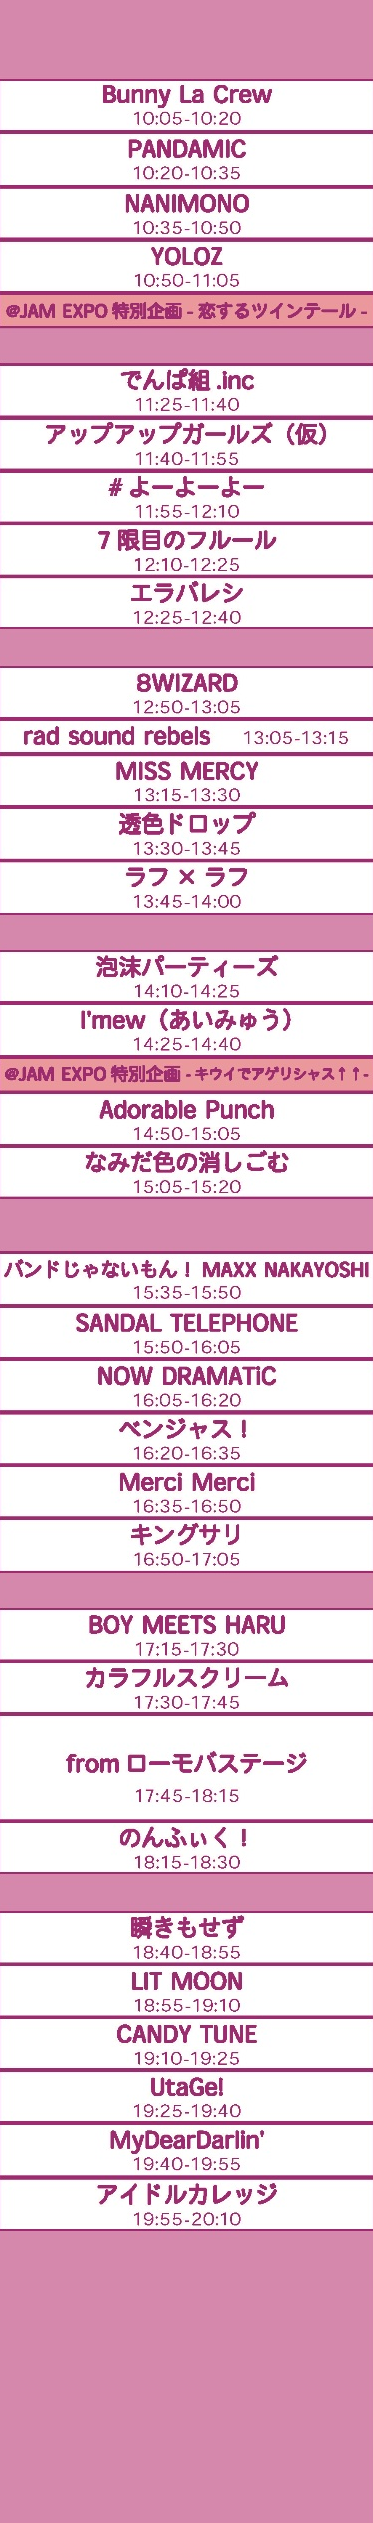 Bunny La Crew
10:05-10:20
PANDAMIC
10:20-10:35
NANIMONO
10:35-10:50
YOLOZ
10:50-11:05
@JAM EXPO 特別企画 - 恋するツインテール -
でんぱ組.inc
11:25-11:40
アップアップガールズ（仮）
11:40-11:55
#よーよーよー
11:55-12:10
7限目のフルール
12:10-12:25
エラバレシ
12:25-12:40
8WIZARD
12:50-13:05
rad sound rebels 13:05-13:15
MISS MERCY
13:15-13:30
透色ドロップ
13:30-13:45
ラフ × ラフ
13:45-14:00
泡沫パーティーズ
14:10-14:25
I'mew（あいみゅう）
14:25-14:40
@JAM EXPO 特別企画 - キウイでアゲリシャス↑↑-
Adorable Punch
14:50-15:05
なみだ色の消しごむ
15:05-15:20
バンドじゃないもん！MAXX NAKAYOSHI
15:35-15:50
SANDAL TELEPHONE
15:50-16:05
NOW DRAMATiC
16:05-16:20
ベンジャス！
16:20-16:35
Merci Merci
16:35-16:50
キングサリ
16:50-17:05
BOY MEETS HARU
17:15-17:30
カラフルスクリーム
17:30-17:45
from ローモバステージ
17:45-18:15
のんふぃく！
18:15-18:30
瞬きもせず
18:40-18:55
LIT MOON
18:55-19:10
CANDY TUNE
19:10-19:25
UtaGe!
19:25-19:40
MyDearDarlin'
19:40-19:55
アイドルカレッジ
19:55-20:10